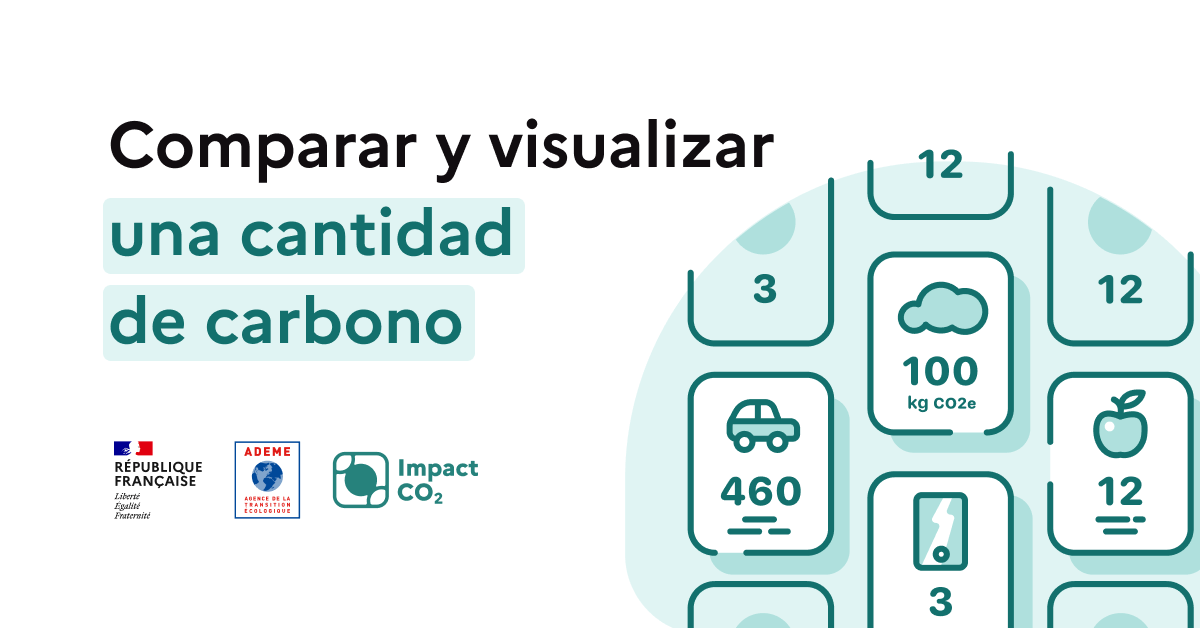 Comparar y visualizar
una cantidad
de carbono
RÉPUBLIQUE
FRANÇAISE
Liberté
Égalité
Fraternité
ADEME
AGENCE DE LA
TRANSITION
ÉCOLOGIQUE
Impact
CO₂
12
3
12
100
kg CO2e
460
12
3